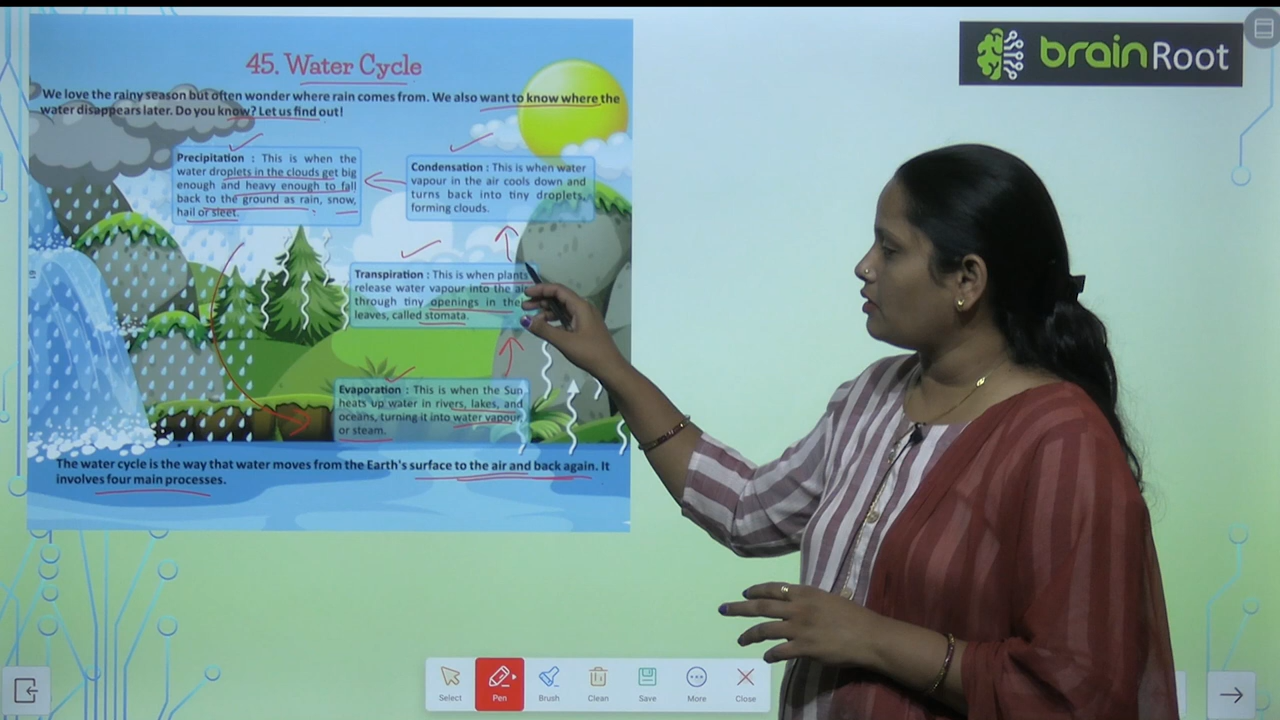 brainRoot
45. Water Cycle
We love the rainy season but often wonder where rain comes from. We also want to know where the
water disappears later. Do you know? Let us find out!
Precipitation : This is when the
water droplets in the clouds get big
enough and heavy enough to fall
back to the ground as rain, snow,
hail or sleet.
Condensation : This is when water
vapour in the air cools down and
turns back into tiny droplets,
forming clouds.
Transpiration : This is when plants
release water vapour into the air
through tiny openings in the
leaves, called stomata.
Evaporation : This is when the Sun
heats up water in rivers, lakes, and
oceans, turning it into water vapour
or steam.
The water cycle is the way that water moves from the Earth's surface to the air and back again. It
involves four main processes.
Select
Pen
Brush
Clean
Save
More
Close